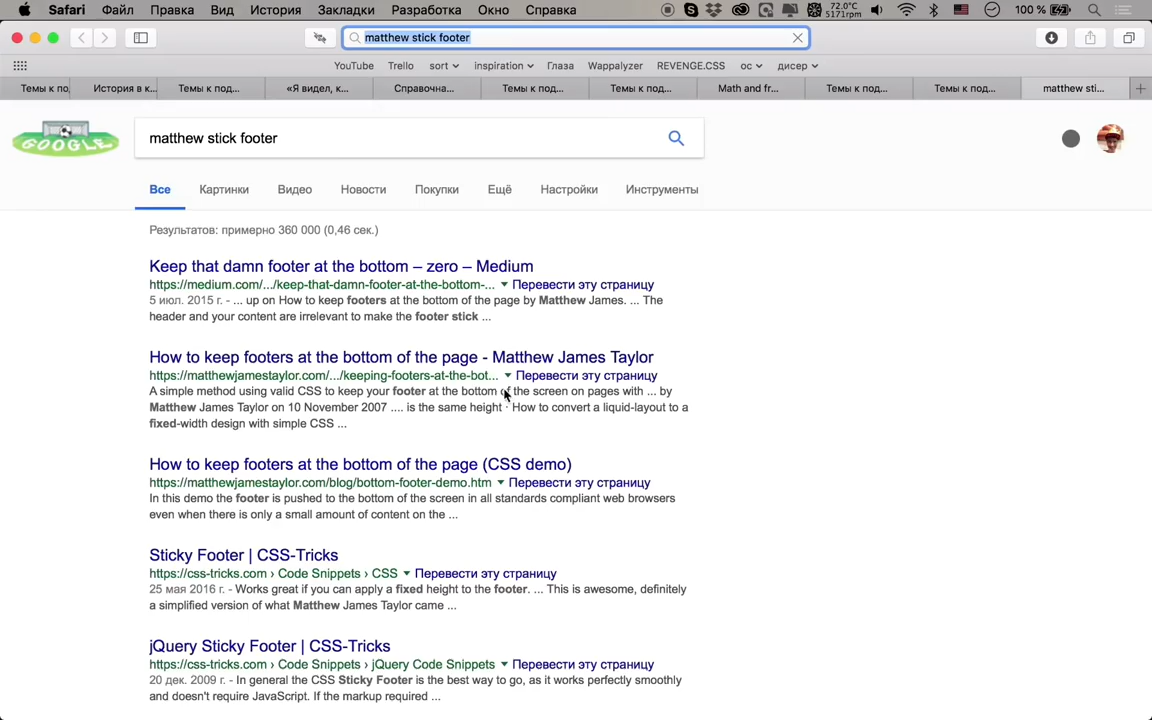 Safari Файл Правка Вид История Закладки Разработка Окно Справка 72.0°C 5171rpm 100 %
matthew stick footer
YouTube Trello sort inspiration Глаза Wappalyzer REVENGE.CSS ос дисер
Темы к по История в к... Темы к под... «Я видел, к... Справочна... Темы к под... Темы к под... Math and fr... Темы к под... Темы к под... matthew sti...
GOOGLE
matthew stick footer
Все Картинки Видео Новости Покупки Ещё Настройки Инструменты
Результатов: примерно 360 000 (0,46 сек.)
Keep that damn footer at the bottom – zero – Medium
https://medium.com/.../keep-that-damn-footer-at-the-bottom-... Перевести эту страницу
5 июл. 2015 г. - ... up on How to keep footers at the bottom of the page by Matthew James. ... The
header and your content are irrelevant to make the footer stick ...
How to keep footers at the bottom of the page - Matthew James Taylor
https://matthewjamestaylor.com/.../keeping-footers-at-the-bot... Перевести эту страницу
A simple method using valid CSS to keep your footer at the bottom of the screen on pages with ... by
Matthew James Taylor on 10 November 2007 .... is the same height · How to convert a liquid-layout to a
fixed-width design with simple CSS ...
How to keep footers at the bottom of the page (CSS demo)
https://matthewjamestaylor.com/blog/bottom-footer-demo.htm Перевести эту страницу
In this demo the footer is pushed to the bottom of the screen in all standards compliant web browsers
even when there is only a small amount of content on the ...
Sticky Footer | CSS-Tricks
https://css-tricks.com › Code Snippets › CSS Перевести эту страницу
25 мая 2016 г. - Works great if you can apply a fixed height to the footer. ... This is awesome, definitely
a simplified version of what Matthew James Taylor came ...
jQuery Sticky Footer | CSS-Tricks
https://css-tricks.com › Code Snippets › jQuery Code Snippets Перевести эту страницу
20 дек. 2009 г. - In general the CSS Sticky Footer is the best way to go, as it works perfectly smoothly
and doesn't require JavaScript. If the markup required ...